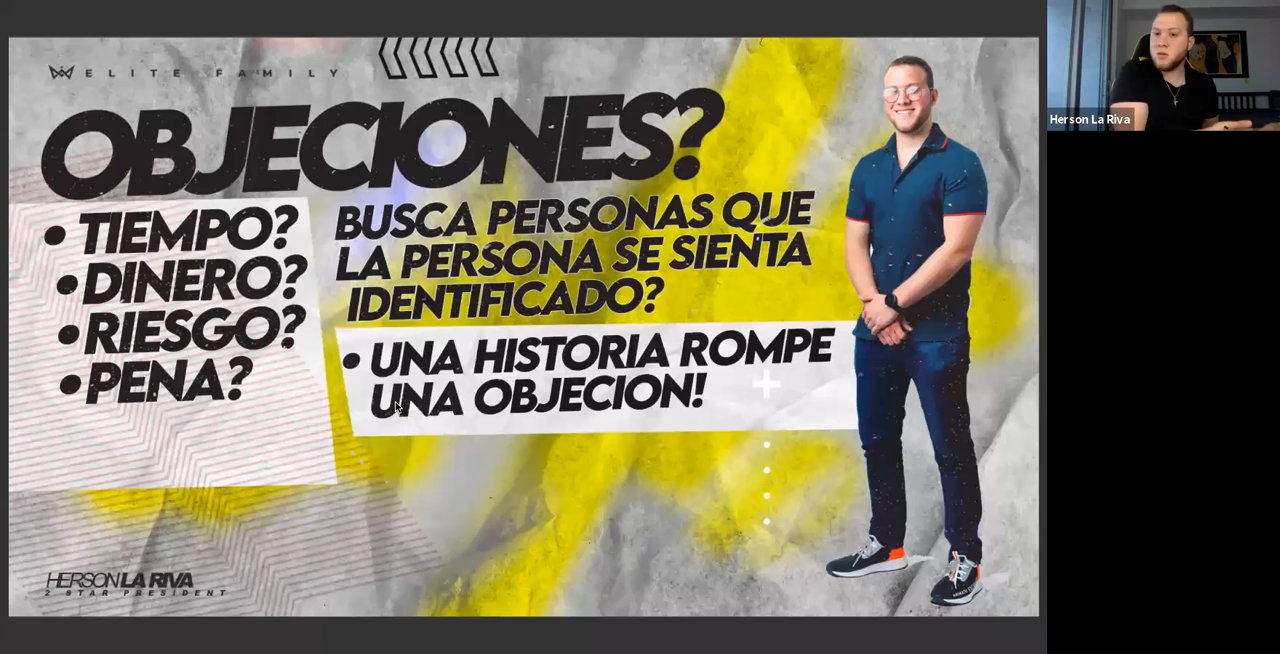 ELITE FAMILY
OBJECIONES?
• TIEMPO?
• DINERO?
• RIESGO?
• PENA?
BUSCA PERSONAS QUE
LA PERSONA SE SIENTA
IDENTIFICADO?
• UNA HISTORIA ROMPE
UNA OBJECION!
HERSON LA RIVA
2 STAR PRESIDENT
Herson La Riva